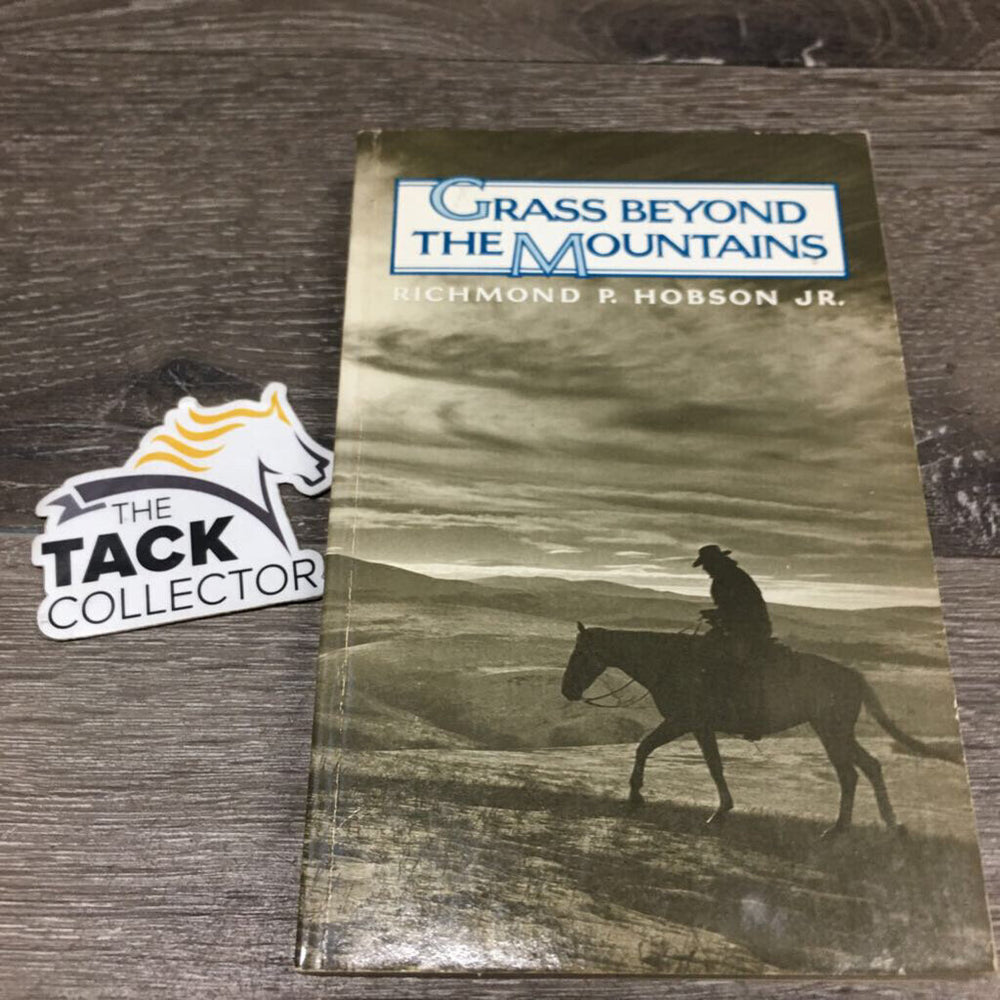 GRASS BEYOND
THE MOUNTAINS
RICHMOND P. HOBSON JR.
THE
TACK
COLLECTOR